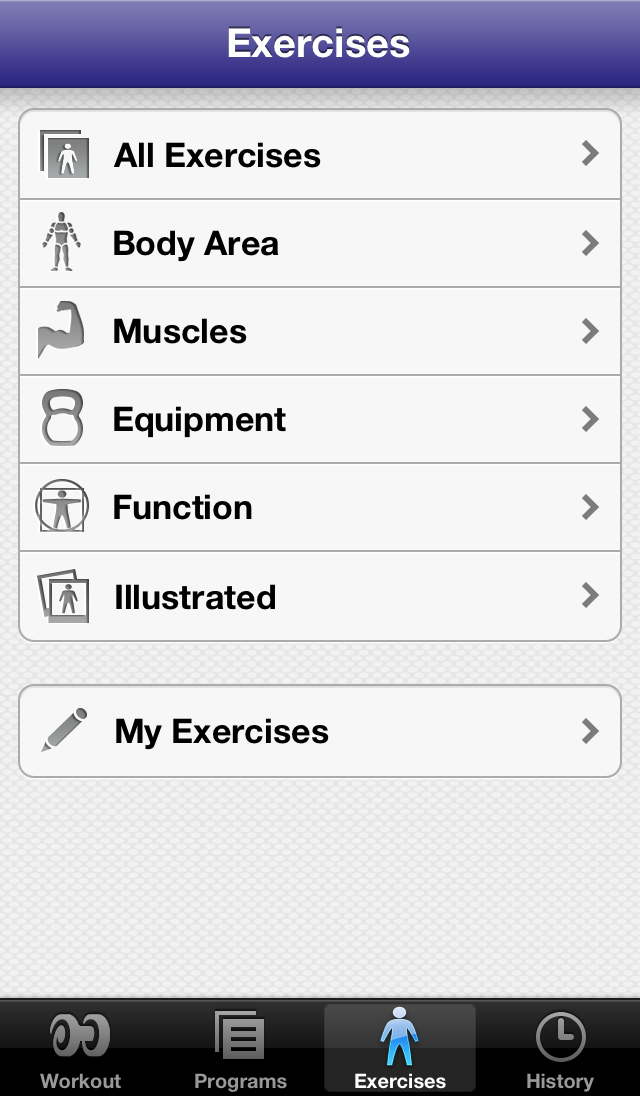 Exercises
All Exercises
Body Area
Muscles
Equipment
Function
Illustrated
My Exercises
Workout
Programs
Exercises
History